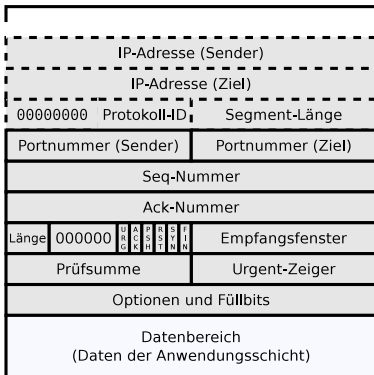 IP-Adresse (Sender)
IP-Adresse (Ziel)
00000000 Protokoll-ID Segment-Länge
Portnummer (Sender) Portnummer (Ziel)
Seq-Nummer
Ack-Nummer
Länge 000000 URG ACK PSH RST SYN FIN Empfangsfenster
Prüfsumme Urgent-Zeiger
Optionen und Füllbits
Datenbereich
(Daten der Anwendungsschicht)